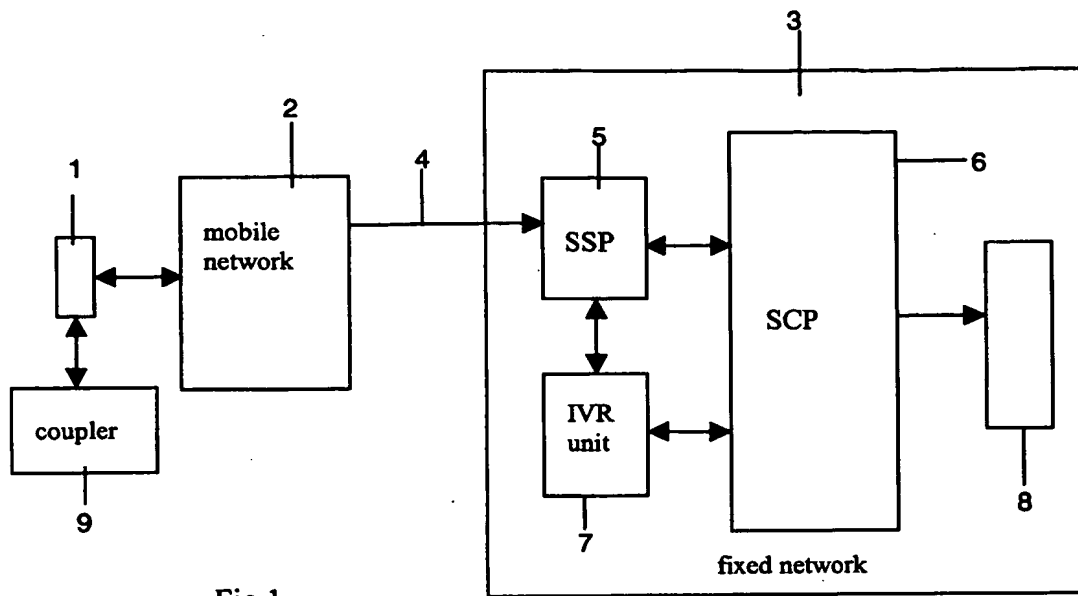 3
2
1
4
5
6
mobile
network
SSP
SCP
IVR
unit
coupler
9
7
8
fixed network
Fig 1